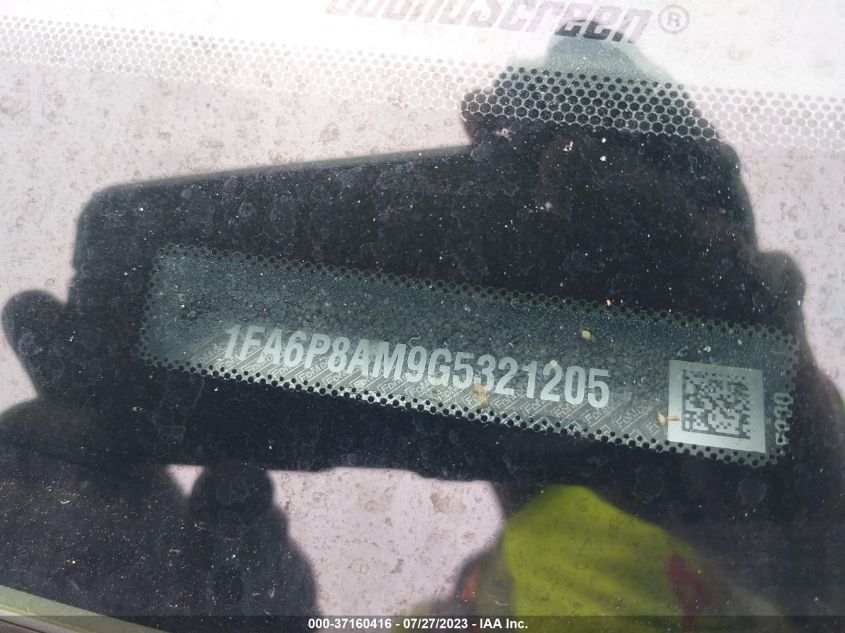 SoundScreen®
1FA6P8AM9G5321205
000-37160416 / 07/27/2023 - IAA Inc.